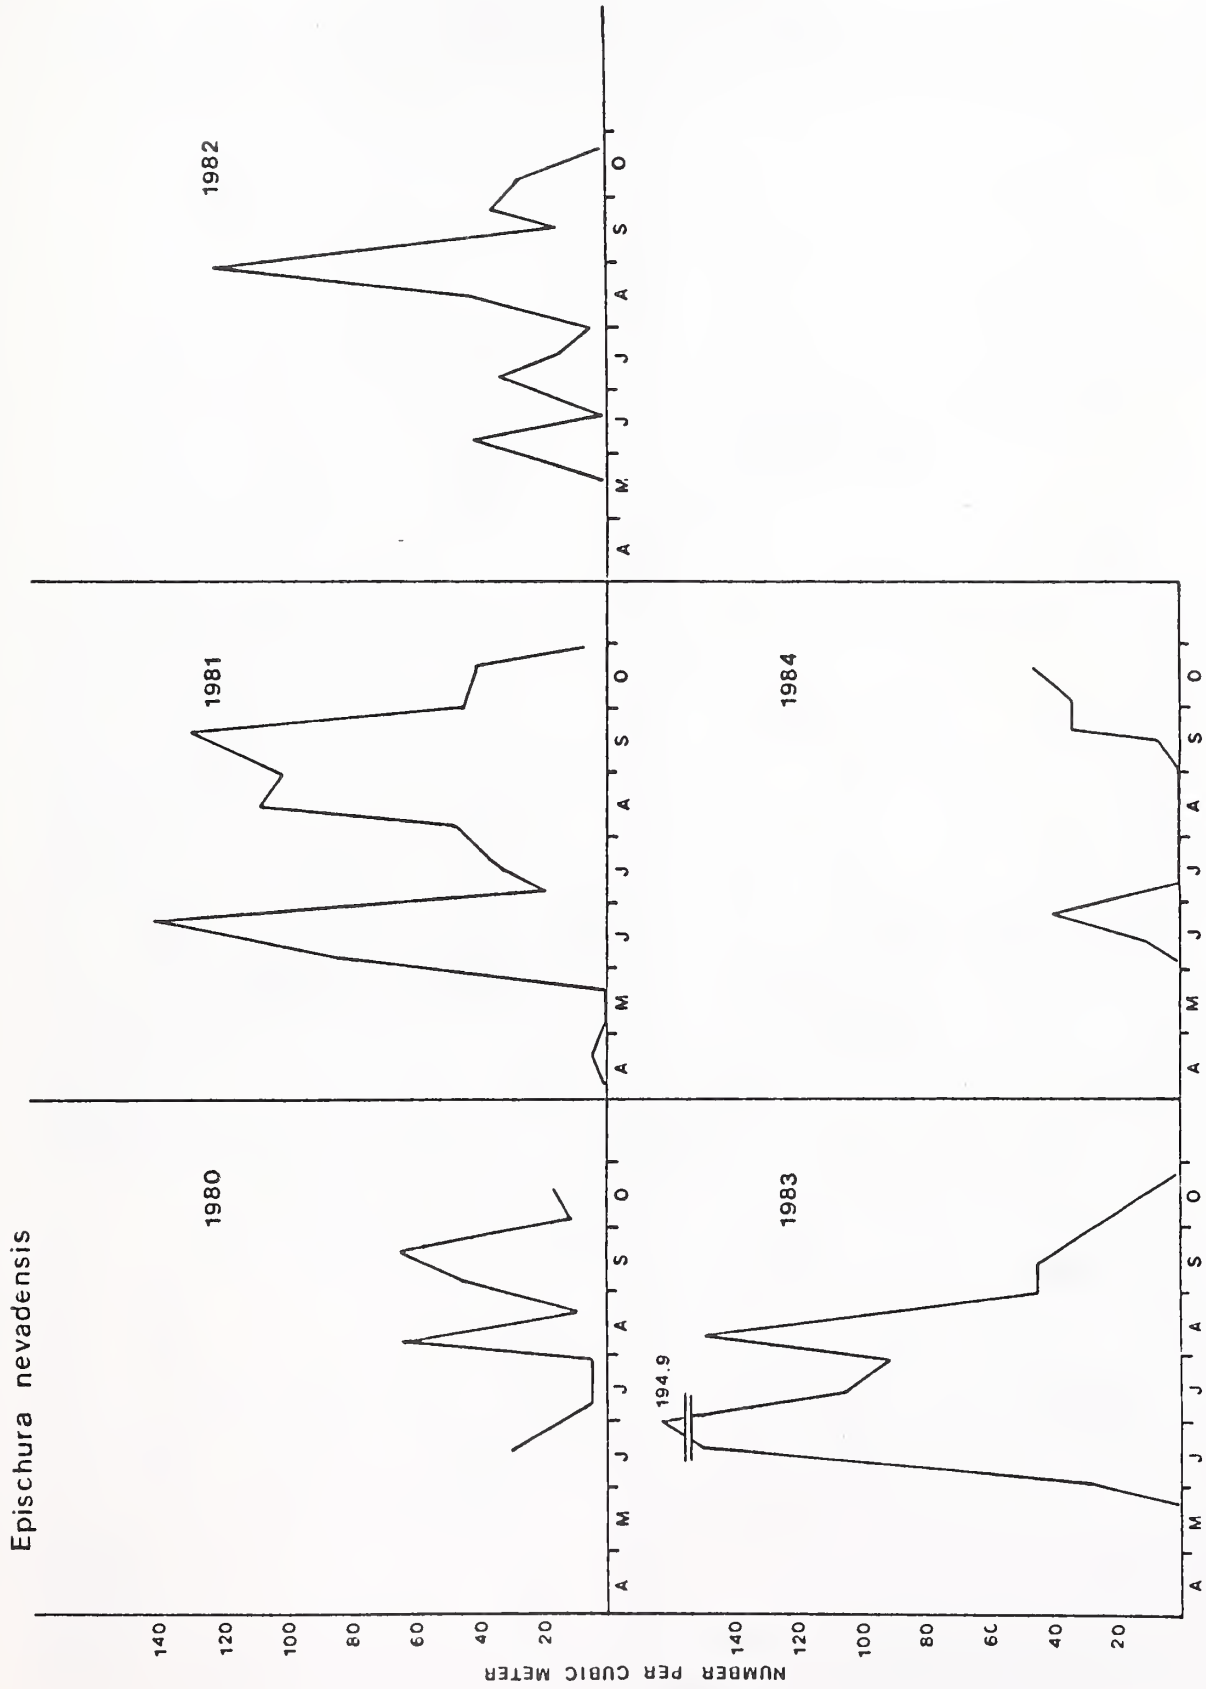 Epischura nevadensis
NUMBER PER CUBIC METER
140
120
100
80
60
40
20
1980
A M J J A S O
1981
A M J J A S O
1982
A M J J A S O
140
120
100
80
60
40
20
194.9
1983
A M J J A S O
1984
A M J J A S O